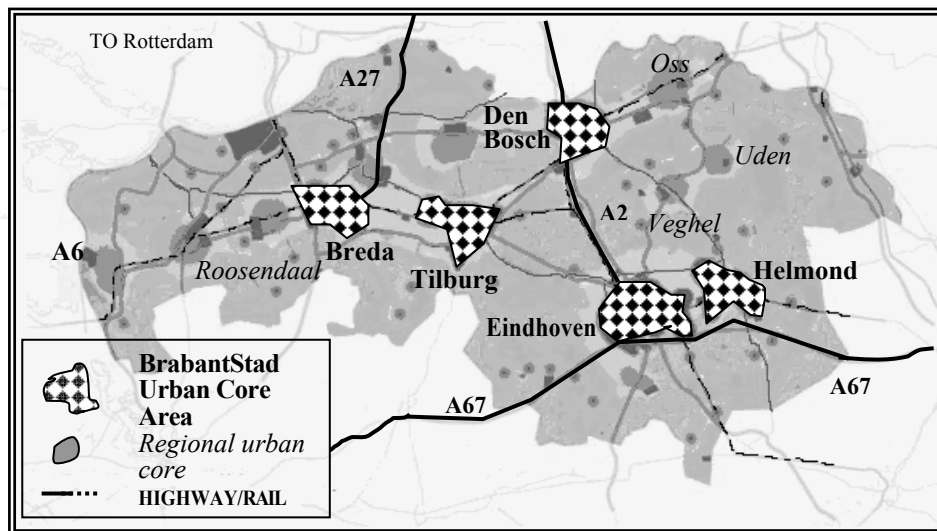 TO Rotterdam
A27
Oss
Den
Bosch
Uden
A2
Veghel
A6
Roosendaal
Breda
Tilburg
Helmond
Eindhoven
A67
A67
BrabantStad
Urban Core
Area
Regional urban
core
HIGHWAY/RAIL